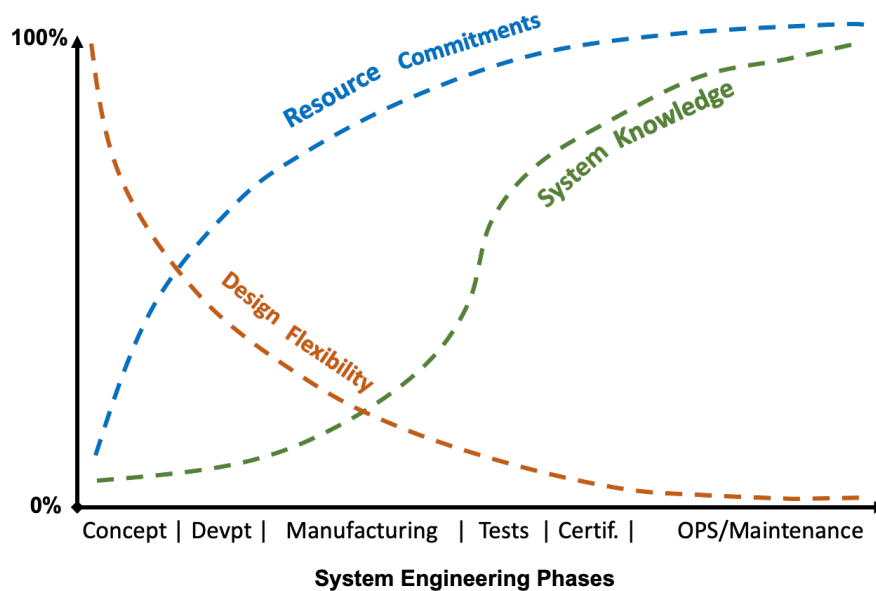 100%
Resource Commitments
System Knowledge
Design Flexibility
0%
Concept | Devpt | Manufacturing | Tests | Certif. | OPS/Maintenance
System Engineering Phases